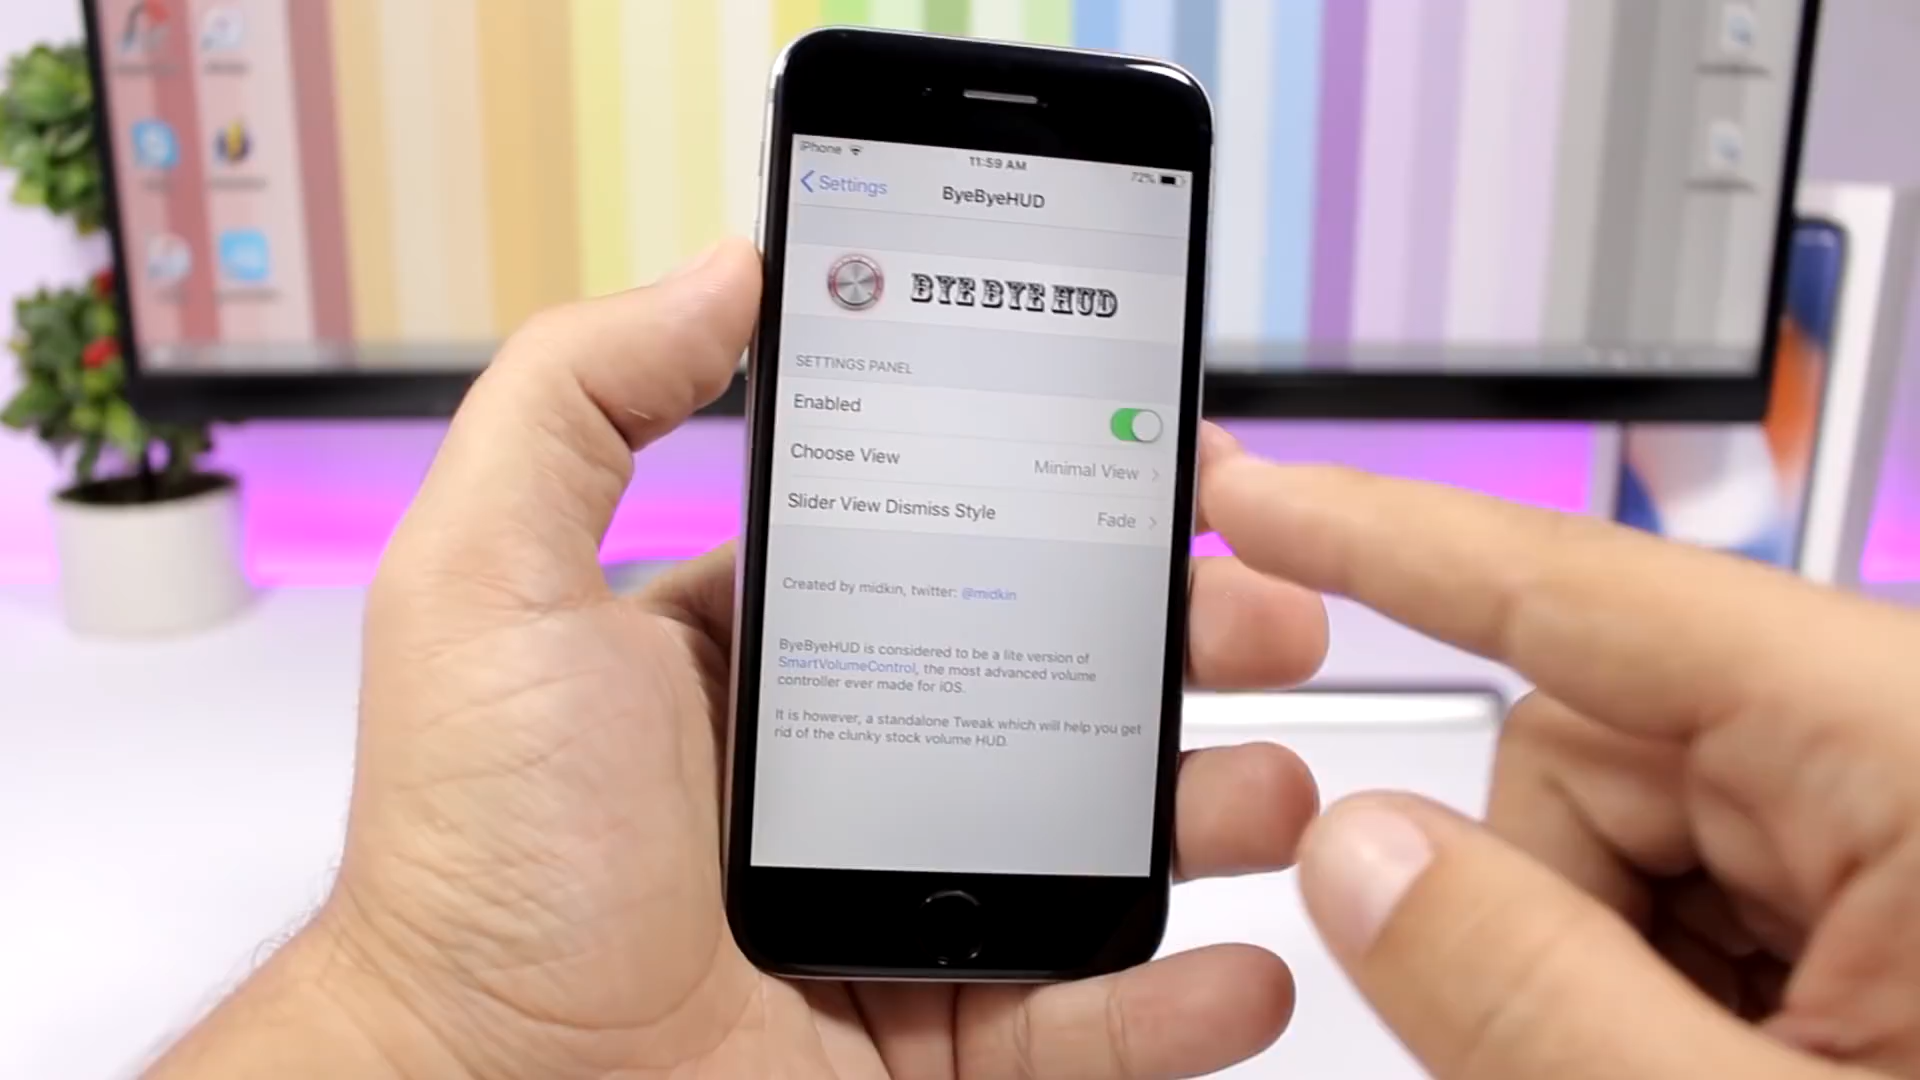 iPhone
11:59 AM
72%
Settings
ByeByeHUD
BYE BYE HUD
SETTINGS PANEL
Enabled
Choose View
Minimal View
Slider View Dismiss Style
Fade
Created by midkin, twitter: @midkin
ByeByeHUD is considered to be a lite version of
SmartVolumeControl, the most advanced volume
controller ever made for iOS.
It is however, a standalone Tweak which will help you get
rid of the clunky stock volume HUD.